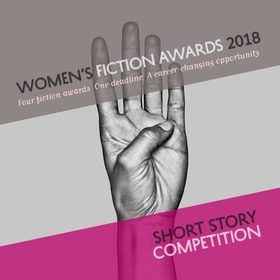 WOMEN'S FICTION AWARDS 2018
Four fiction awards. One deadline. A career-changing opportunity
SHORT STORY
COMPETITION